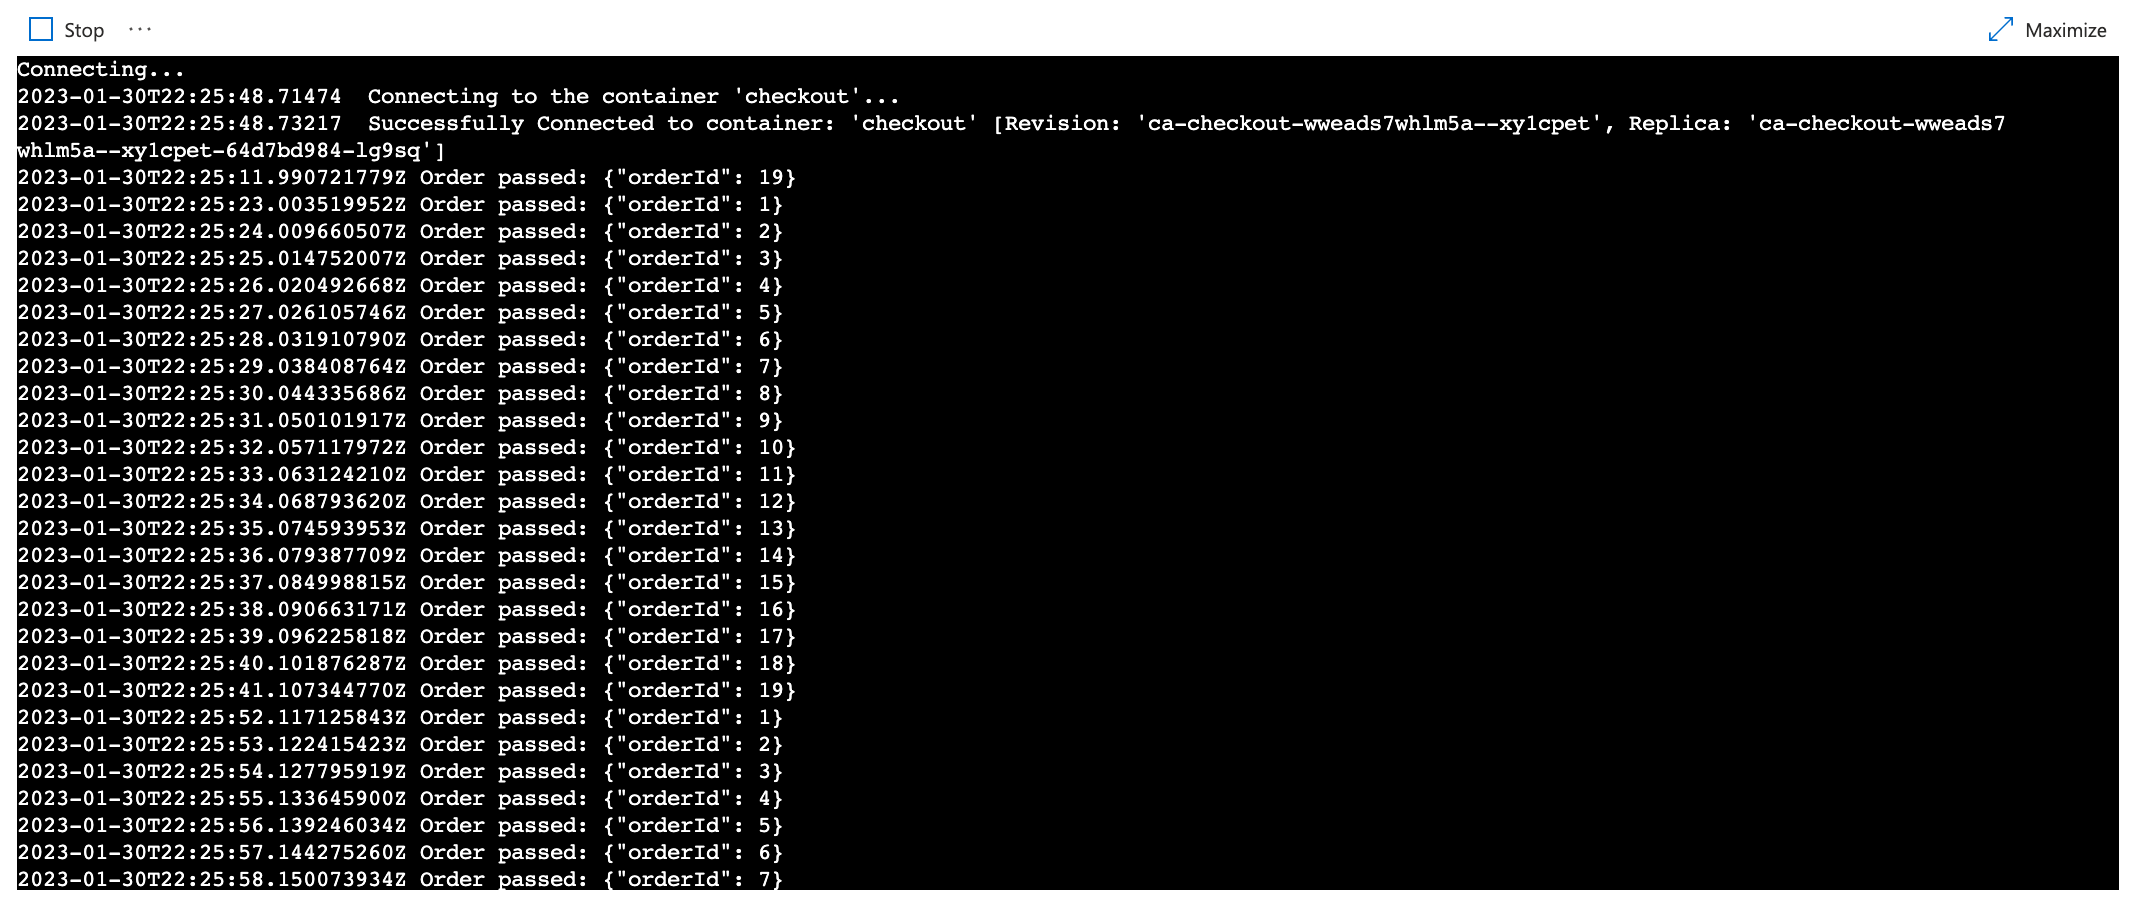 Stop ···
Maximize
Connecting...
2023-01-30T22:25:48.71474  Connecting to the container 'checkout'...
2023-01-30T22:25:48.73217  Successfully Connected to container: 'checkout' [Revision: 'ca-checkout-wweads7whlm5a--xy1cpet', Replica: 'ca-checkout-wweads7
whlm5a--xy1cpet-64d7bd984-lg9sq']
2023-01-30T22:25:11.990721779Z Order passed: {"orderId": 19}
2023-01-30T22:25:23.003519952Z Order passed: {"orderId": 1}
2023-01-30T22:25:24.009660507Z Order passed: {"orderId": 2}
2023-01-30T22:25:25.014752007Z Order passed: {"orderId": 3}
2023-01-30T22:25:26.020492668Z Order passed: {"orderId": 4}
2023-01-30T22:25:27.026105746Z Order passed: {"orderId": 5}
2023-01-30T22:25:28.031910790Z Order passed: {"orderId": 6}
2023-01-30T22:25:29.038408764Z Order passed: {"orderId": 7}
2023-01-30T22:25:30.044335686Z Order passed: {"orderId": 8}
2023-01-30T22:25:31.050101917Z Order passed: {"orderId": 9}
2023-01-30T22:25:32.057117972Z Order passed: {"orderId": 10}
2023-01-30T22:25:33.063124210Z Order passed: {"orderId": 11}
2023-01-30T22:25:34.068793620Z Order passed: {"orderId": 12}
2023-01-30T22:25:35.074593953Z Order passed: {"orderId": 13}
2023-01-30T22:25:36.079387709Z Order passed: {"orderId": 14}
2023-01-30T22:25:37.084998815Z Order passed: {"orderId": 15}
2023-01-30T22:25:38.090663171Z Order passed: {"orderId": 16}
2023-01-30T22:25:39.096225818Z Order passed: {"orderId": 17}
2023-01-30T22:25:40.101876287Z Order passed: {"orderId": 18}
2023-01-30T22:25:41.107344770Z Order passed: {"orderId": 19}
2023-01-30T22:25:52.117125843Z Order passed: {"orderId": 1}
2023-01-30T22:25:53.122415423Z Order passed: {"orderId": 2}
2023-01-30T22:25:54.127795919Z Order passed: {"orderId": 3}
2023-01-30T22:25:55.133645900Z Order passed: {"orderId": 4}
2023-01-30T22:25:56.139246034Z Order passed: {"orderId": 5}
2023-01-30T22:25:57.144275260Z Order passed: {"orderId": 6}
2023-01-30T22:25:58.150073934Z Order passed: {"orderId": 7}